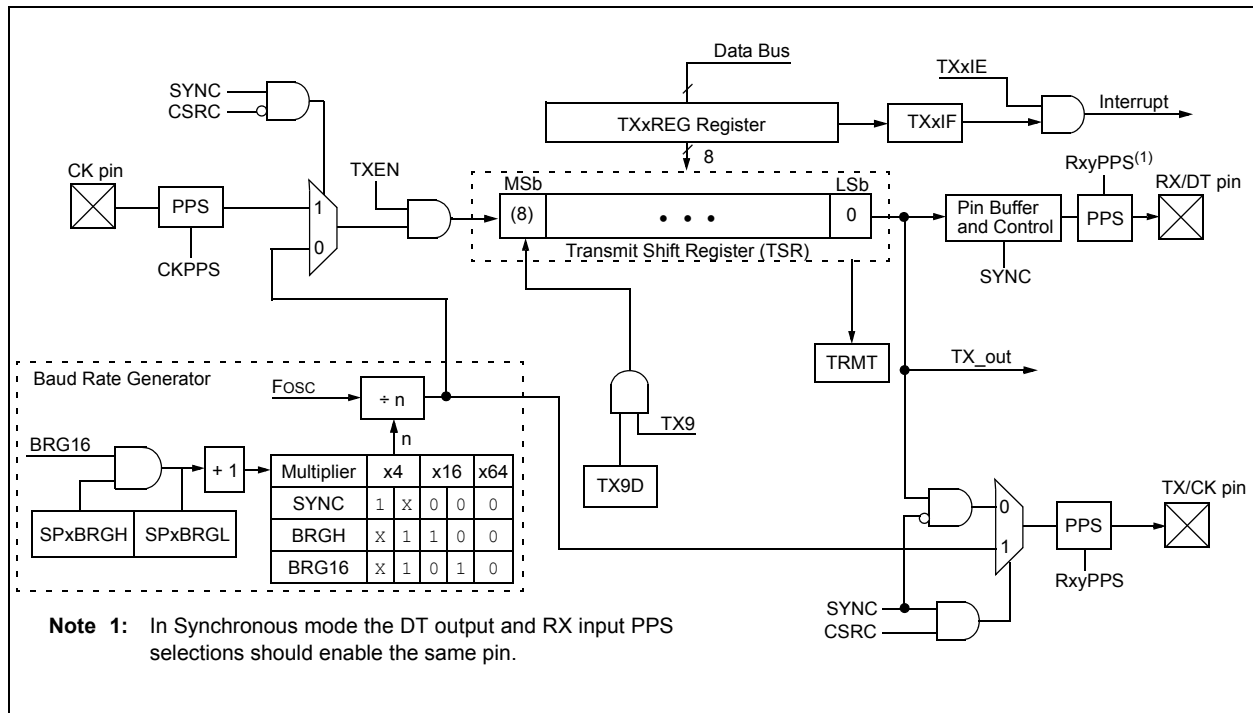 Data Bus
TXxIE
Interrupt
SYNC
CSRC
TXxREG Register
TXxIF
8
CK pin
TXEN
MSb
LSb
RxyPPS(1)
RX/DT pin
PPS
1
0
(8)
• • •
0
Pin Buffer
and Control
PPS
CKPPS
Transmit Shift Register (TSR)
SYNC
TRMT
TX_out
Baud Rate Generator
FOSC
÷ n
n
TX9
TX9D
BRG16
+ 1
SPxBRGH SPxBRGL
Multiplier x4 x16 x64
SYNC 1 X 0 0 0
BRGH X 1 1 0 0
BRG16 X 1 0 1 0
0
1
TX/CK pin
PPS
RxyPPS
SYNC
CSRC
Note 1: In Synchronous mode the DT output and RX input PPS
selections should enable the same pin.